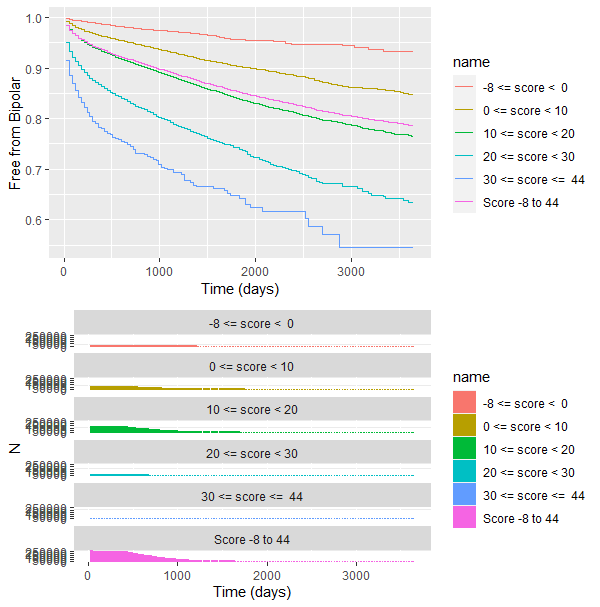 1.0
0.9
0.8
0.7
0.6
Free from Bipolar
0
1000
2000
3000
Time (days)
name
-8 <= score < 0
0 <= score < 10
10 <= score < 20
20 <= score < 30
30 <= score <= 44
Score -8 to 44
-8 <= score < 0
0 <= score < 10
10 <= score < 20
20 <= score < 30
30 <= score <= 44
Score -8 to 44
N
0
1000
2000
3000
Time (days)
name
-8 <= score < 0
0 <= score < 10
10 <= score < 20
20 <= score < 30
30 <= score <= 44
Score -8 to 44